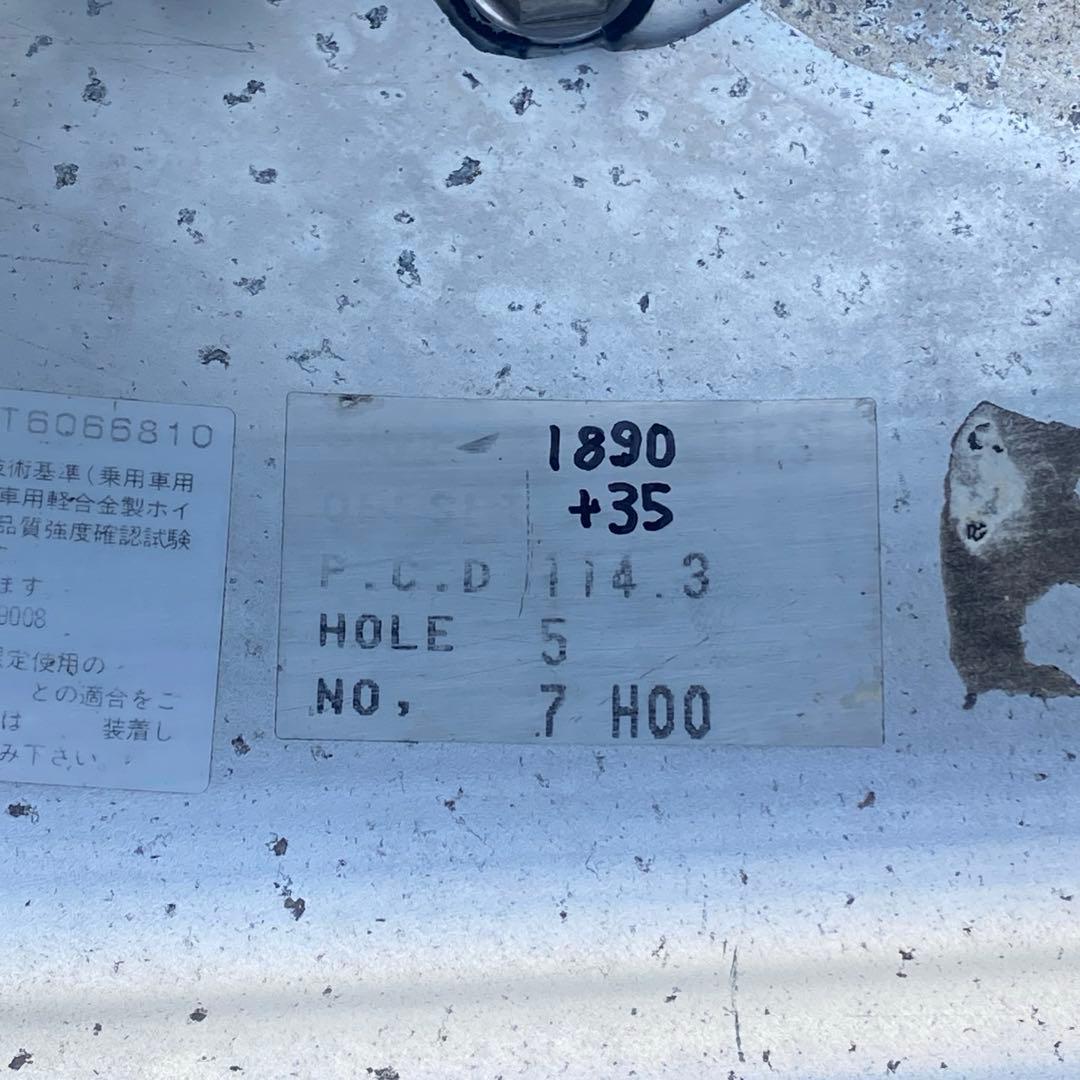 T6066810
技術基準(乗用車用
車用軽合金製ホイ
品質強度確認試験
ます
9008
限定使用の
との適合をこ
は 装着し
み下さい
1890
+35
P.C.D 114.3
HOLE 5
NO, 7 H00